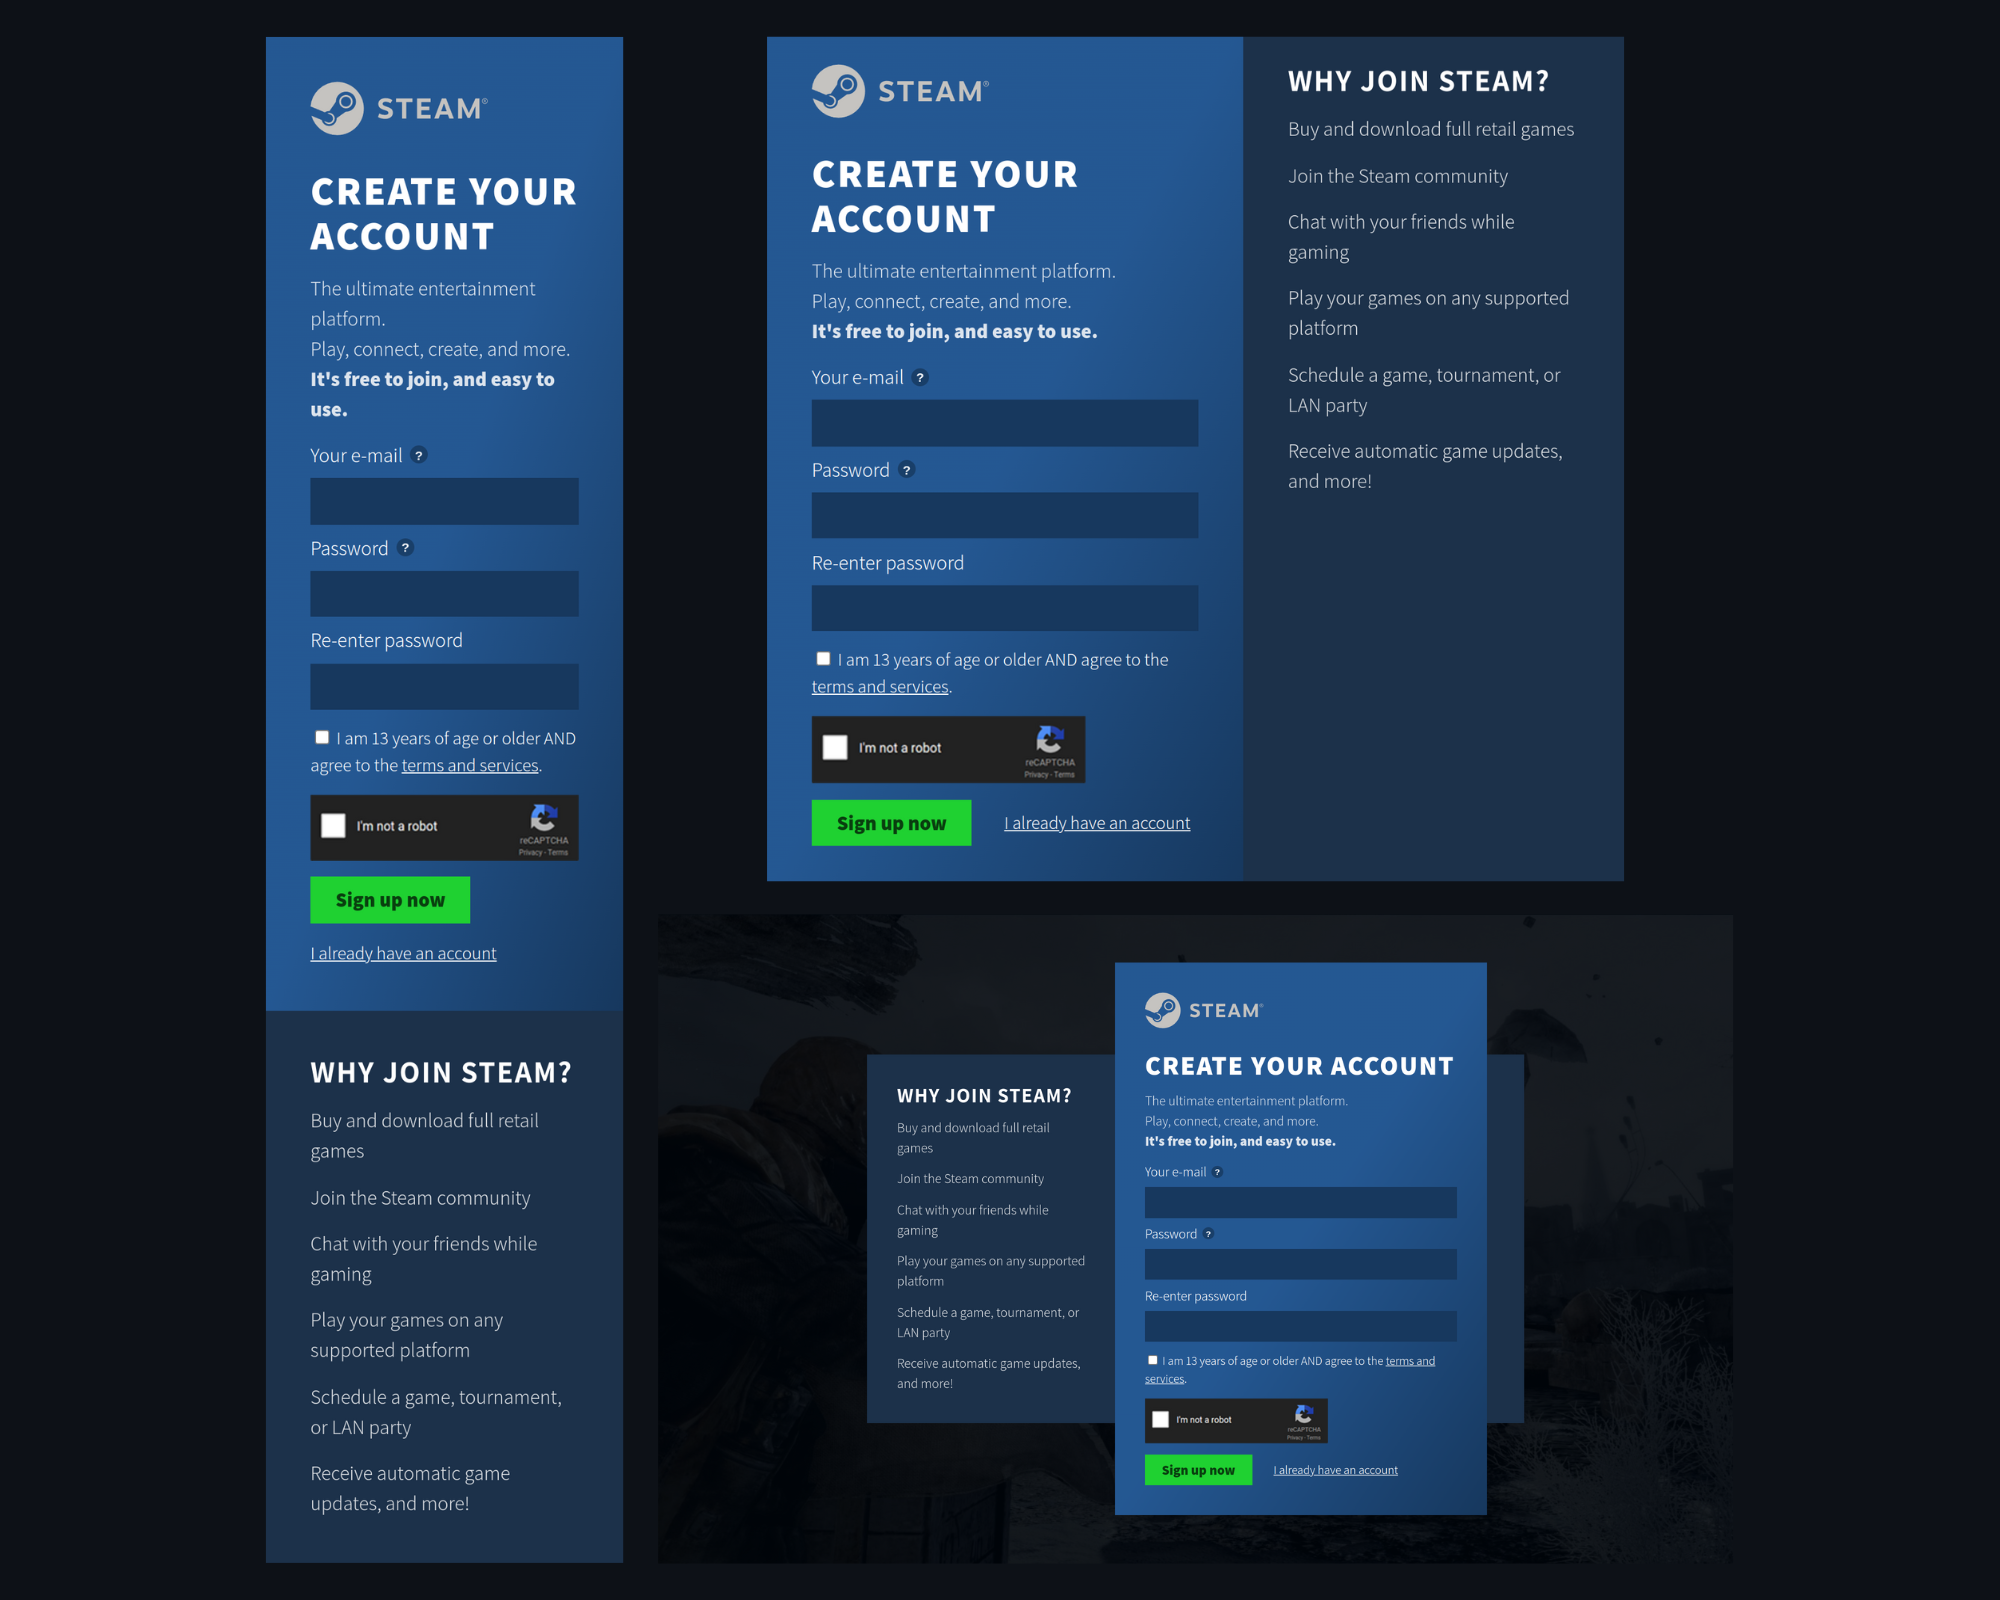 STEAM®
CREATE YOUR
ACCOUNT
The ultimate entertainment
platform.
Play, connect, create, and more.
It's free to join, and easy to
use.
Your e-mail ?
Password ?
Re-enter password
I am 13 years of age or older AND
agree to the terms and services.
I'm not a robot
reCAPTCHA
Privacy - Terms
Sign up now
I already have an account
WHY JOIN STEAM?
Buy and download full retail
games
Join the Steam community
Chat with your friends while
gaming
Play your games on any
supported platform
Schedule a game, tournament,
or LAN party
Receive automatic game
updates, and more!
STEAM®
CREATE YOUR
ACCOUNT
The ultimate entertainment platform.
Play, connect, create, and more.
It's free to join, and easy to use.
Your e-mail ?
Password ?
Re-enter password
I am 13 years of age or older AND agree to the
terms and services.
I'm not a robot
reCAPTCHA
Privacy - Terms
Sign up now
I already have an account
WHY JOIN STEAM?
Buy and download full retail games
Join the Steam community
Chat with your friends while
gaming
Play your games on any supported
platform
Schedule a game, tournament, or
LAN party
Receive automatic game updates,
and more!
WHY JOIN STEAM?
Buy and download full retail
games
Join the Steam community
Chat with your friends while
gaming
Play your games on any supported
platform
Schedule a game, tournament, or
LAN party
Receive automatic game updates,
and more!
STEAM®
CREATE YOUR ACCOUNT
The ultimate entertainment platform.
Play, connect, create, and more.
It's free to join, and easy to use.
Your e-mail ?
Password ?
Re-enter password
I am 13 years of age or older AND agree to the terms and
services.
I'm not a robot
reCAPTCHA
Privacy - Terms
Sign up now
I already have an account